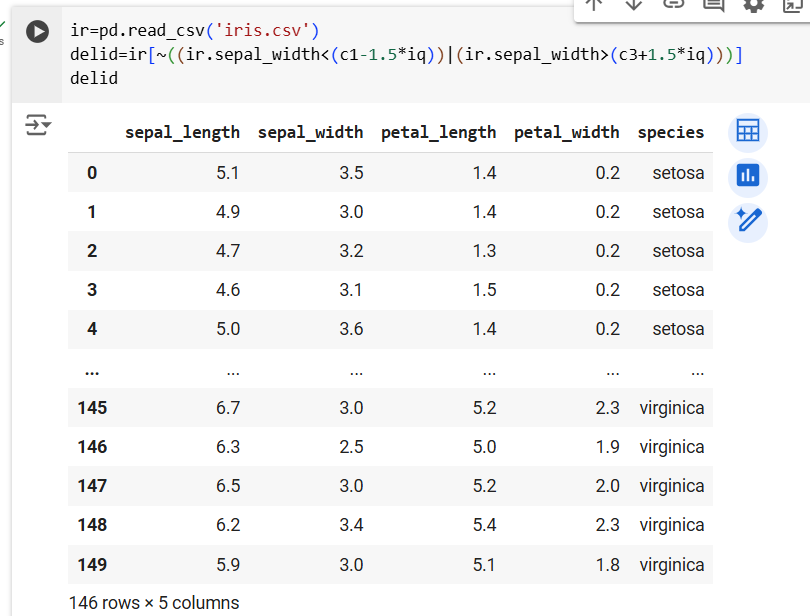 ir=pd.read_csv('iris.csv')
delid=ir[~((ir.sepal_width<(c1-1.5*iq))|(ir.sepal_width>(c3+1.5*iq)))]
delid
sepal_length sepal_width petal_length petal_width species
0 5.1 3.5 1.4 0.2 setosa
1 4.9 3.0 1.4 0.2 setosa
2 4.7 3.2 1.3 0.2 setosa
3 4.6 3.1 1.5 0.2 setosa
4 5.0 3.6 1.4 0.2 setosa
... ... ... ... ... ...
145 6.7 3.0 5.2 2.3 virginica
146 6.3 2.5 5.0 1.9 virginica
147 6.5 3.0 5.2 2.0 virginica
148 6.2 3.4 5.4 2.3 virginica
149 5.9 3.0 5.1 1.8 virginica
146 rows × 5 columns